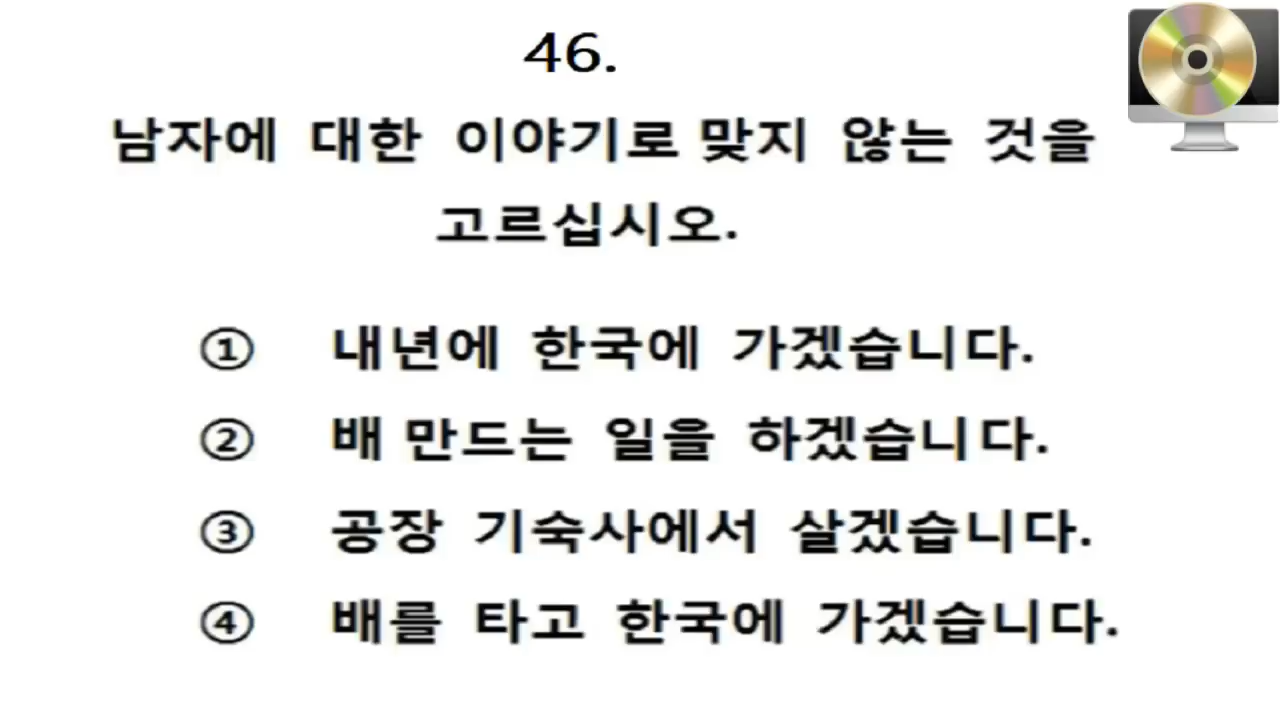 46.
남자에 대한 이야기로 맞지 않는 것을
고르십시오.
① 내년에 한국에 가겠습니다.
② 배 만드는 일을 하겠습니다.
③ 공장 기숙사에서 살겠습니다.
④ 배를 타고 한국에 가겠습니다.